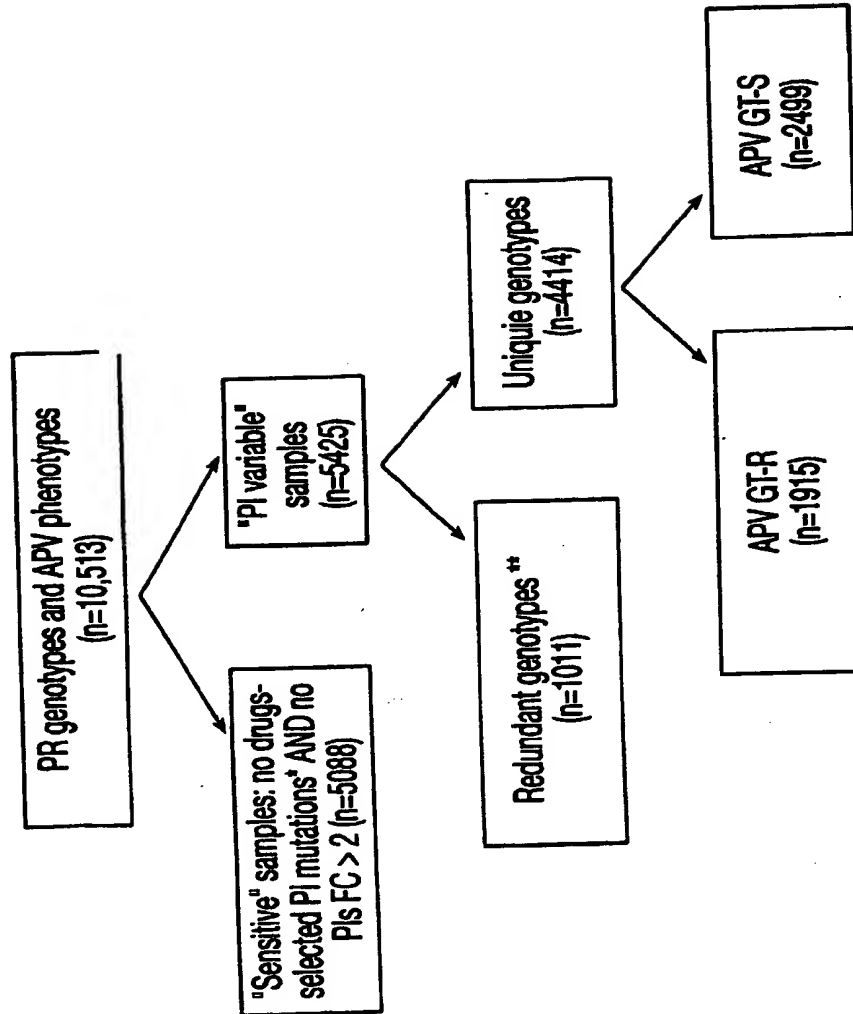 PR genotypes and APV phenotypes
(n=10,513)
"Sensitive" samples: no drugs-
selected PI mutations* AND no
PIs FC > 2 (n=5088)
"PI variable"
samples
(n=5425)
Redundant genotypes**
(n=1011)
Uniquie genotypes
(n=4414)
APV GT-R
(n=1915)
APV GT-S
(n=2499)